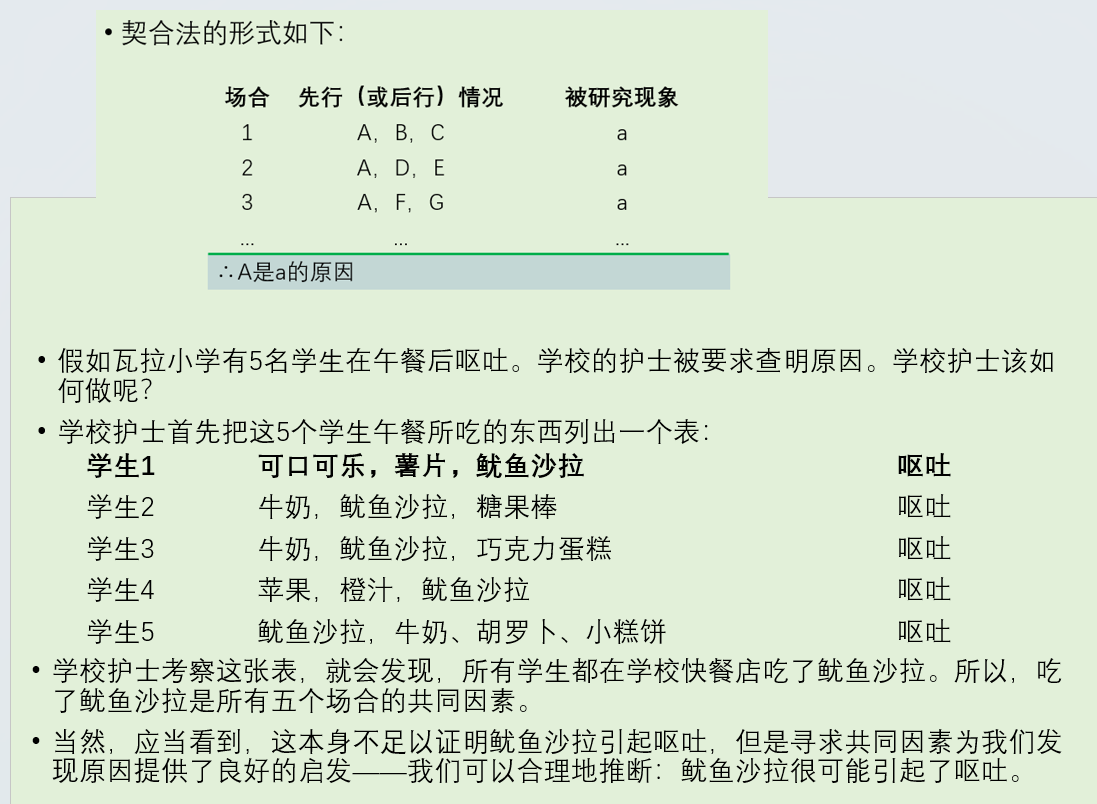 • 契合法的形式如下：
场合 先行（或后行）情况 被研究现象
1 A，B，C a
2 A，D，E a
3 A，F，G a
... ... ...
∴A是a的原因
• 假如瓦拉小学有5名学生在午餐后呕吐。学校的护士被要求查明原因。学校护士该如
何做呢？
• 学校护士首先把这5个学生午餐所吃的东西列出一个表：
学生1 可口可乐，薯片，鱿鱼沙拉 呕吐
学生2 牛奶，鱿鱼沙拉，糖果棒 呕吐
学生3 牛奶，鱿鱼沙拉，巧克力蛋糕 呕吐
学生4 苹果，橙汁，鱿鱼沙拉 呕吐
学生5 鱿鱼沙拉，牛奶、胡罗卜、小糕饼 呕吐
• 学校护士考察这张表，就会发现，所有学生都在学校快餐店吃了鱿鱼沙拉。所以，吃
了鱿鱼沙拉是所有五个场合的共同因素。
• 当然，应当看到，这本身不足以证明鱿鱼沙拉引起呕吐，但是寻求共同因素为我们发
现原因提供了良好的启发——我们可以合理地推断：鱿鱼沙拉很可能引起了呕吐。